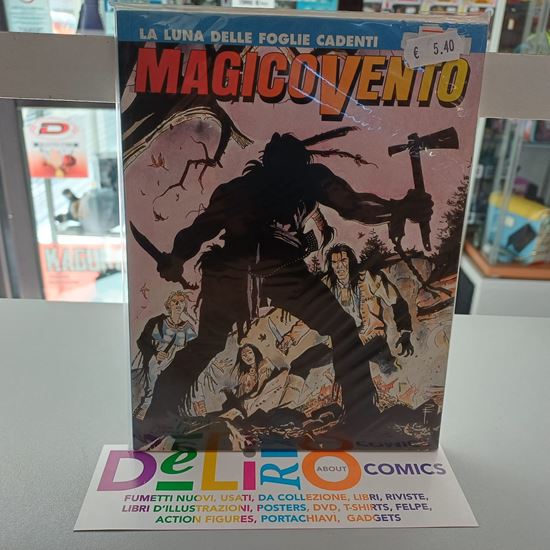 LA LUNA DELLE FOGLIE CADENTI
€ 5.40
MAGICOVENTO
DeLiRiO ABOUT COMICS
FUMETTI NUOVI, USATI, DA COLLEZIONE, LIBRI, RIVISTE,
LIBRI D'ILLUSTRAZIONI, POSTERS, DVD, T-SHIRTS, FELPE,
ACTION FIGURES, PORTACHIAVI, GADGETS